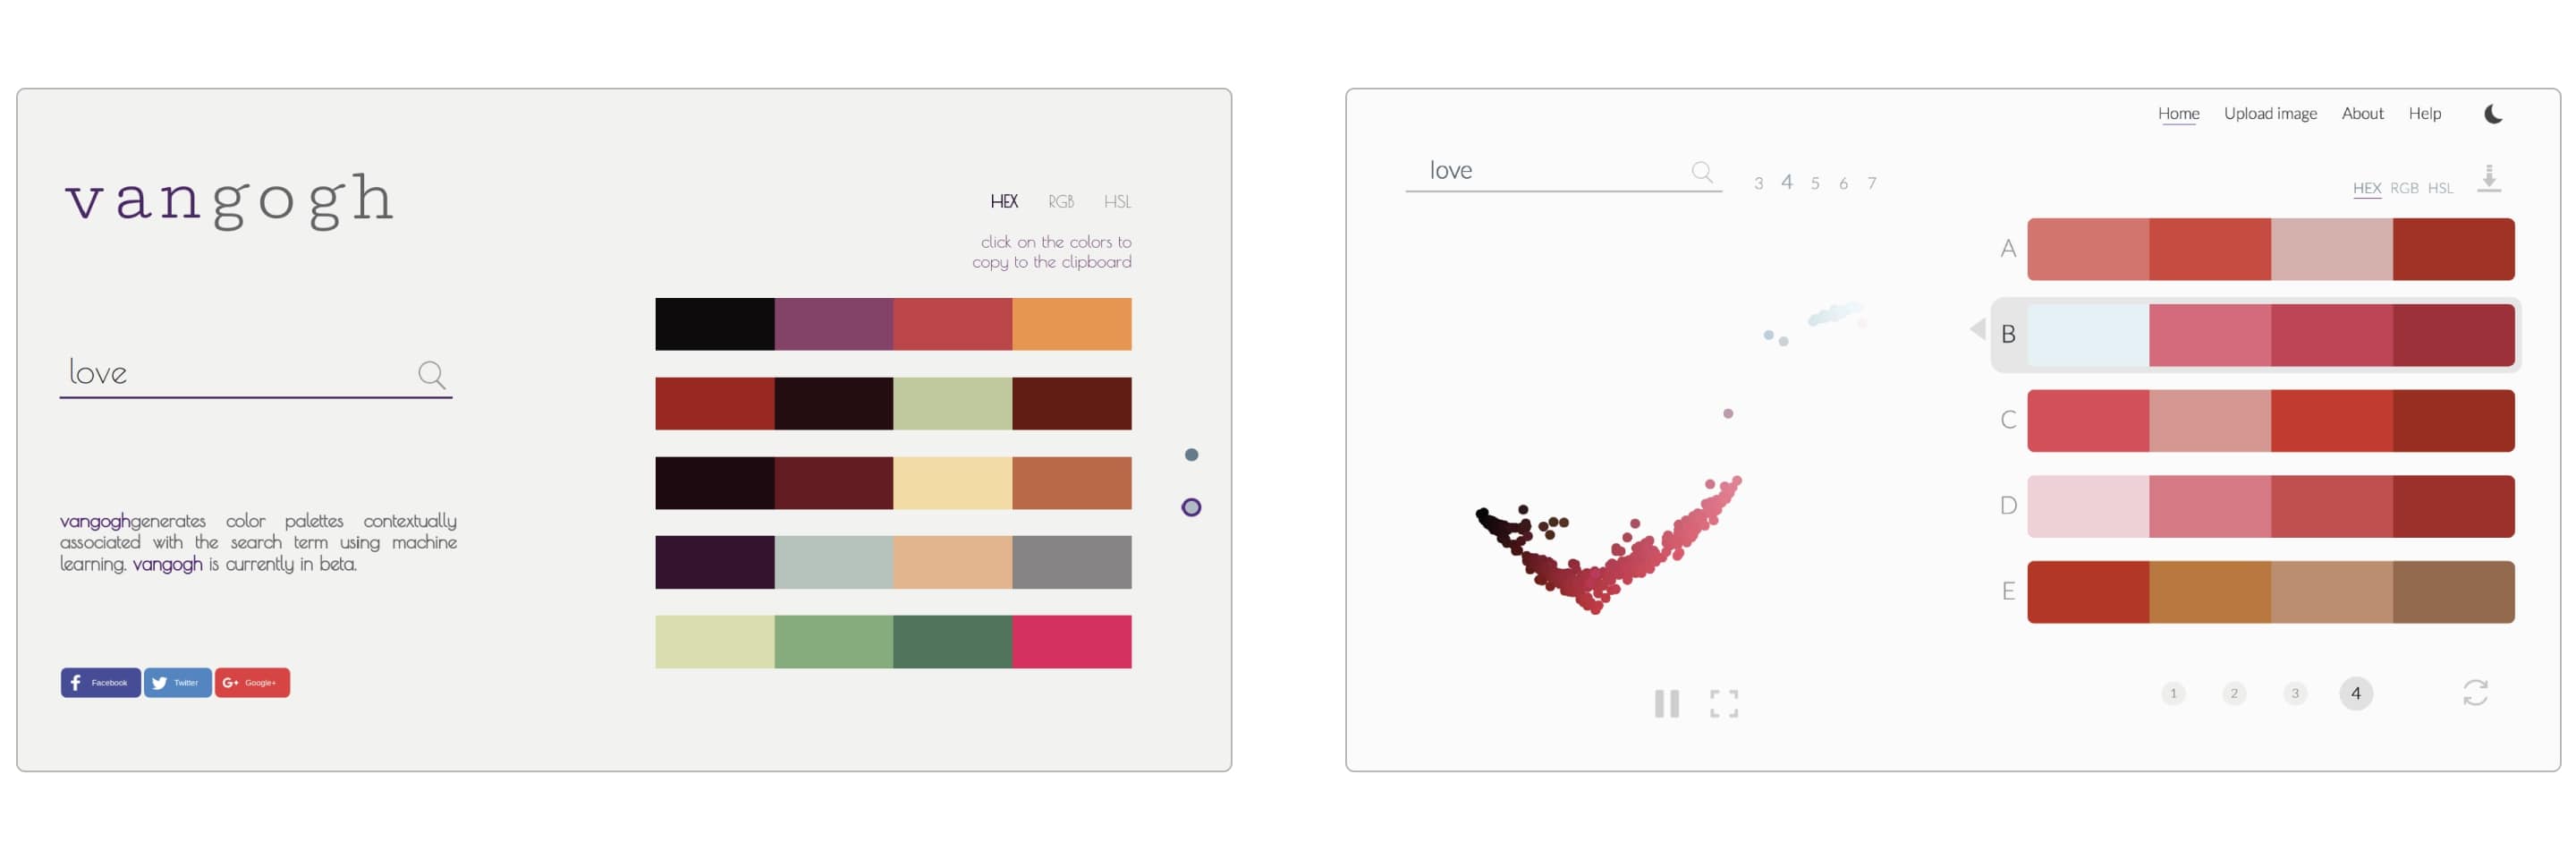 vangogh
HEX RGB HSL
click on the colors to
copy to the clipboard
love
vangoghgenerates color palettes contextually
associated with the search term using machine
learning. vangogh is currently in beta.
Facebook Twitter G+ Google+
Home Upload image About Help
love
3 4 5 6 7
HEX RGB HSL
A
B
C
D
E
1 2 3 4